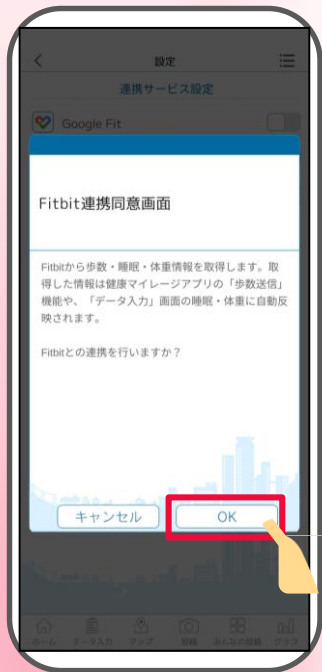 設定
連携サービス設定
Google Fit
Fitbit連携同意画面
Fitbitから歩数・睡眠・体重情報を取得します。取
得した情報は健康マイレージアプリの「歩数送信」
機能や、「データ入力」画面の睡眠・体重に自動反
映されます。
Fitbitとの連携を行いますか？
キャンセル OK
ホーム データ入力 マップ 投稿 みんなの投稿 グラフ